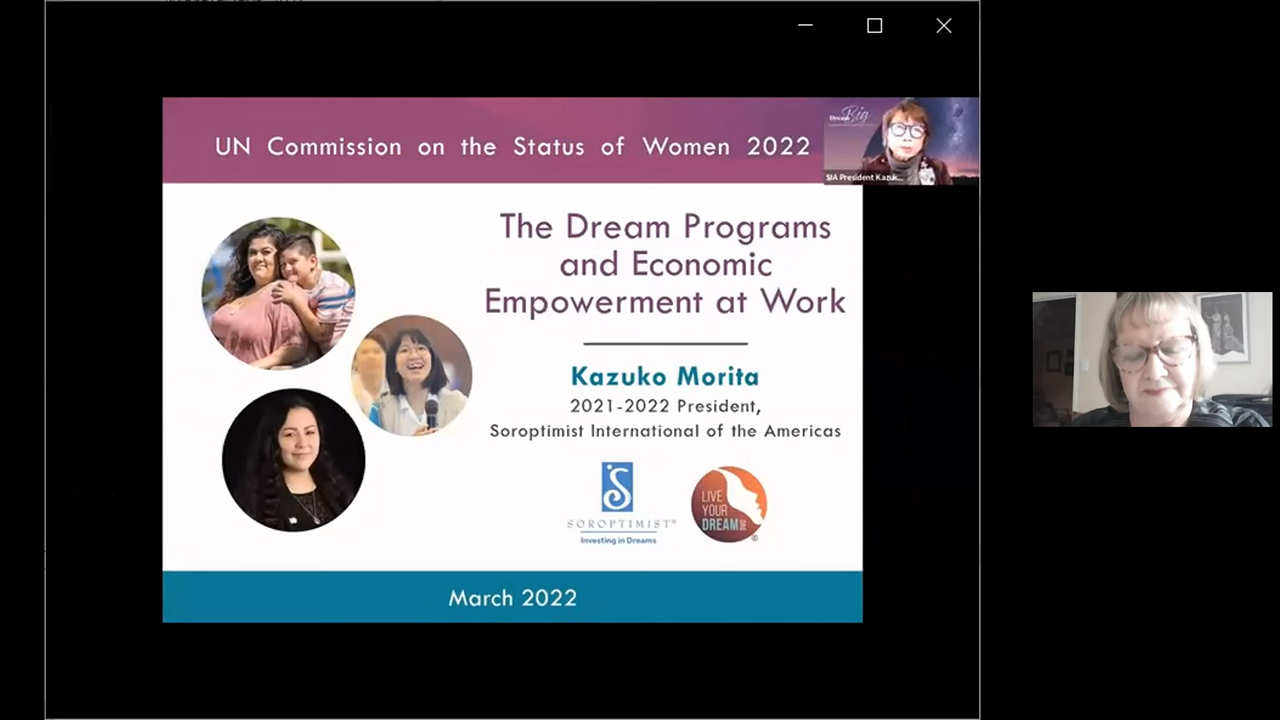 UN Commission on the Status of Women 2022
Dream Big
SIA President Kazuk...
The Dream Programs
and Economic
Empowerment at Work
Kazuko Morita
2021-2022 President,
Soroptimist International of the Americas
S
SOROPTIMIST®
Investing in Dreams
LIVE
YOUR
DREAM
®
March 2022